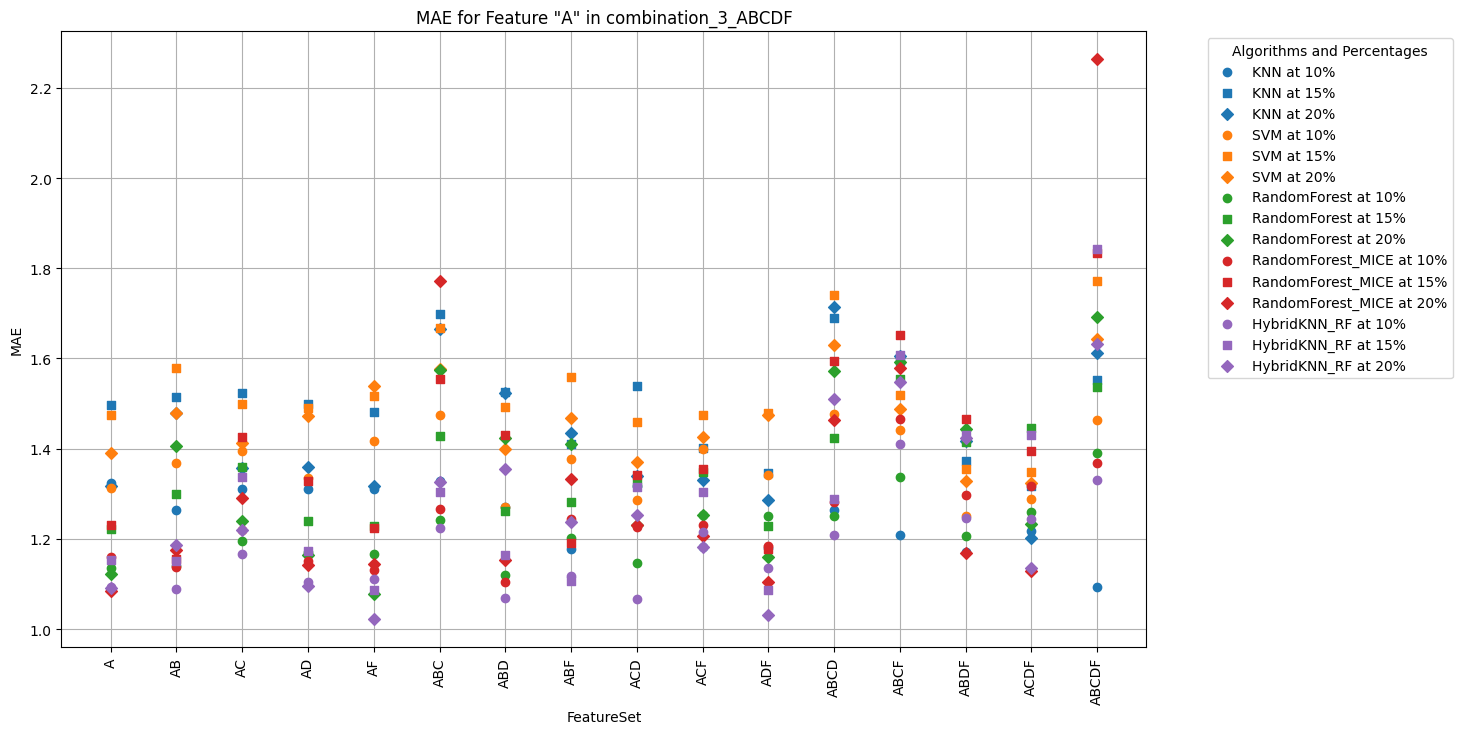 MAE for Feature "A" in combination_3_ABCDF
MAE
2.2
2.0
1.8
1.6
1.4
1.2
1.0
A
AB
AC
AD
AF
ABC
ABD
ABF
ACD
ACF
ADF
ABCD
ABCF
ABDF
ACDF
ABCDF
FeatureSet
Algorithms and Percentages
KNN at 10%
KNN at 15%
KNN at 20%
SVM at 10%
SVM at 15%
SVM at 20%
RandomForest at 10%
RandomForest at 15%
RandomForest at 20%
RandomForest_MICE at 10%
RandomForest_MICE at 15%
RandomForest_MICE at 20%
HybridKNN_RF at 10%
HybridKNN_RF at 15%
HybridKNN_RF at 20%